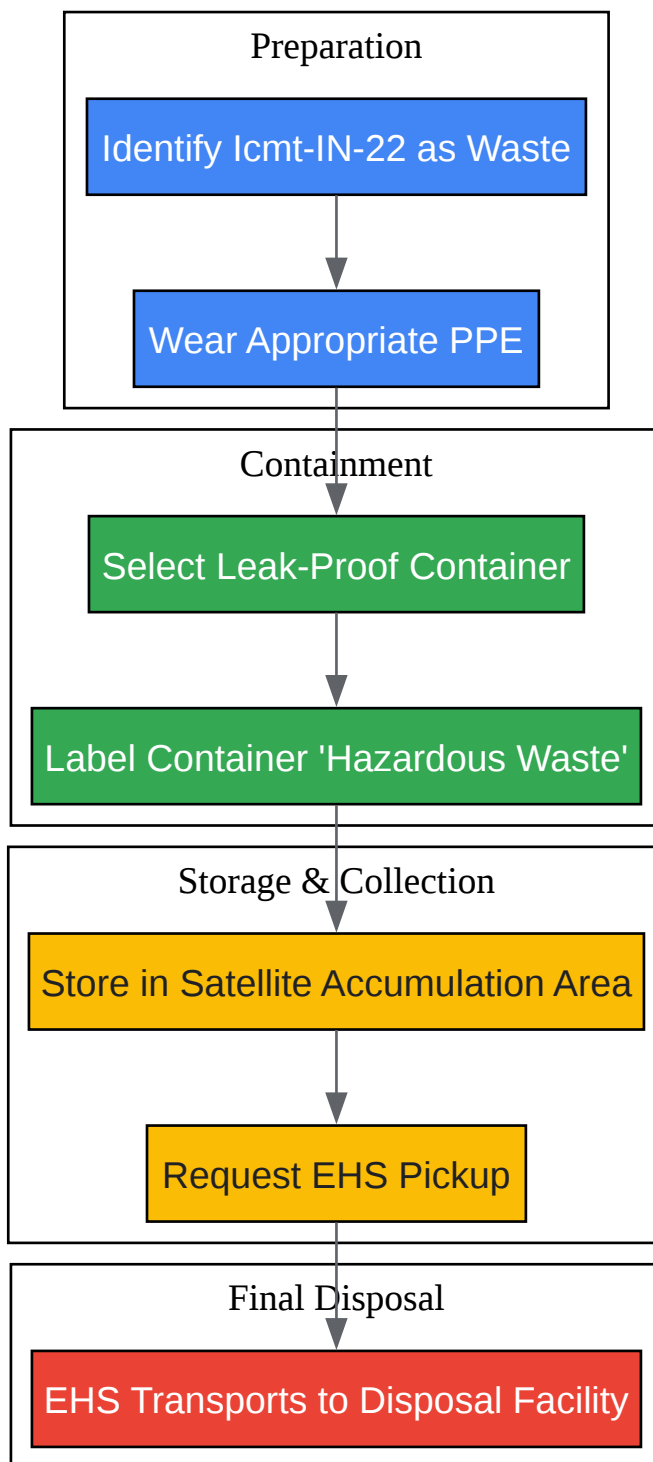 Preparation
Identify Icmt-IN-22 as Waste
Wear Appropriate PPE
Containment
Select Leak-Proof Container
Label Container 'Hazardous Waste'
Storage & Collection
Store in Satellite Accumulation Area
Request EHS Pickup
Final Disposal
EHS Transports to Disposal Facility